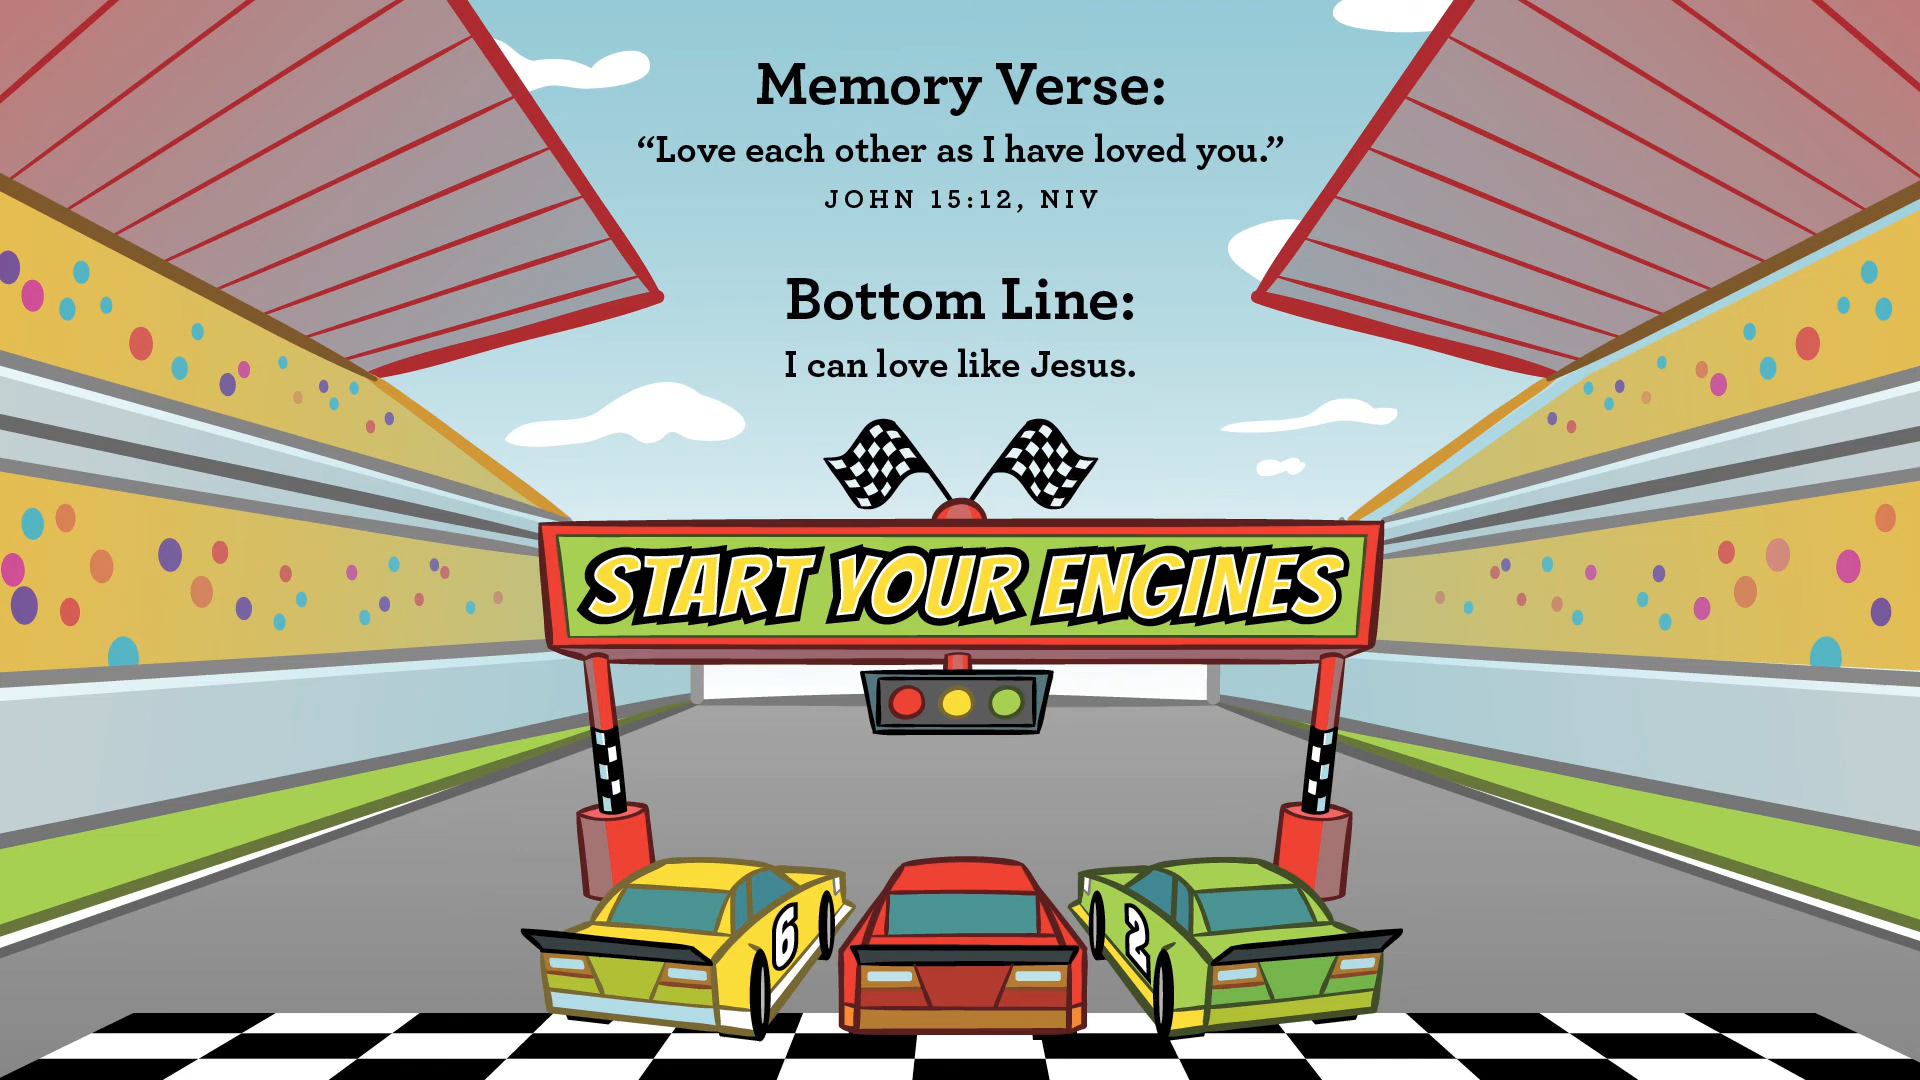 Memory Verse:
“Love each other as I have loved you.”
JOHN 15:12, NIV
Bottom Line:
I can love like Jesus.
START YOUR ENGINES
6
2